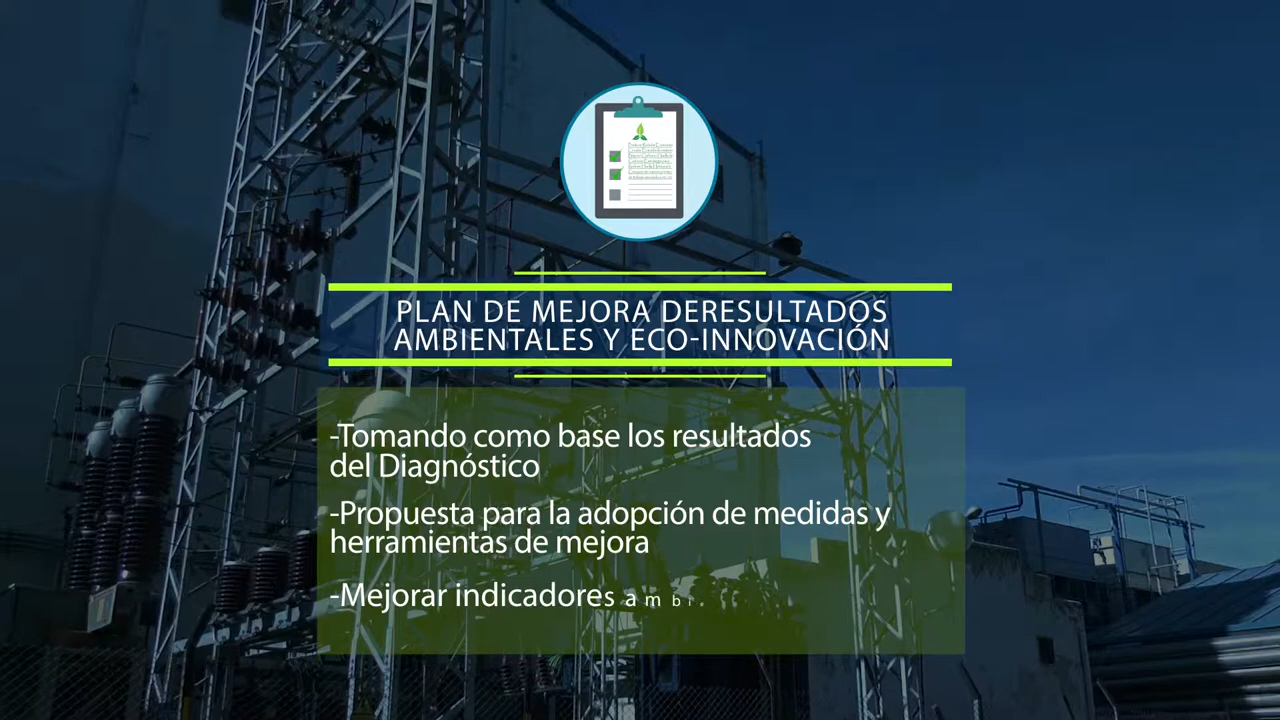 PLAN DE MEJORA DERESULTADOS
AMBIENTALES Y ECO-INNOVACIÓN
-Tomando como base los resultados
del Diagnóstico
-Propuesta para la adopción de medidas y
herramientas de mejora
-Mejorar indicadores ambi